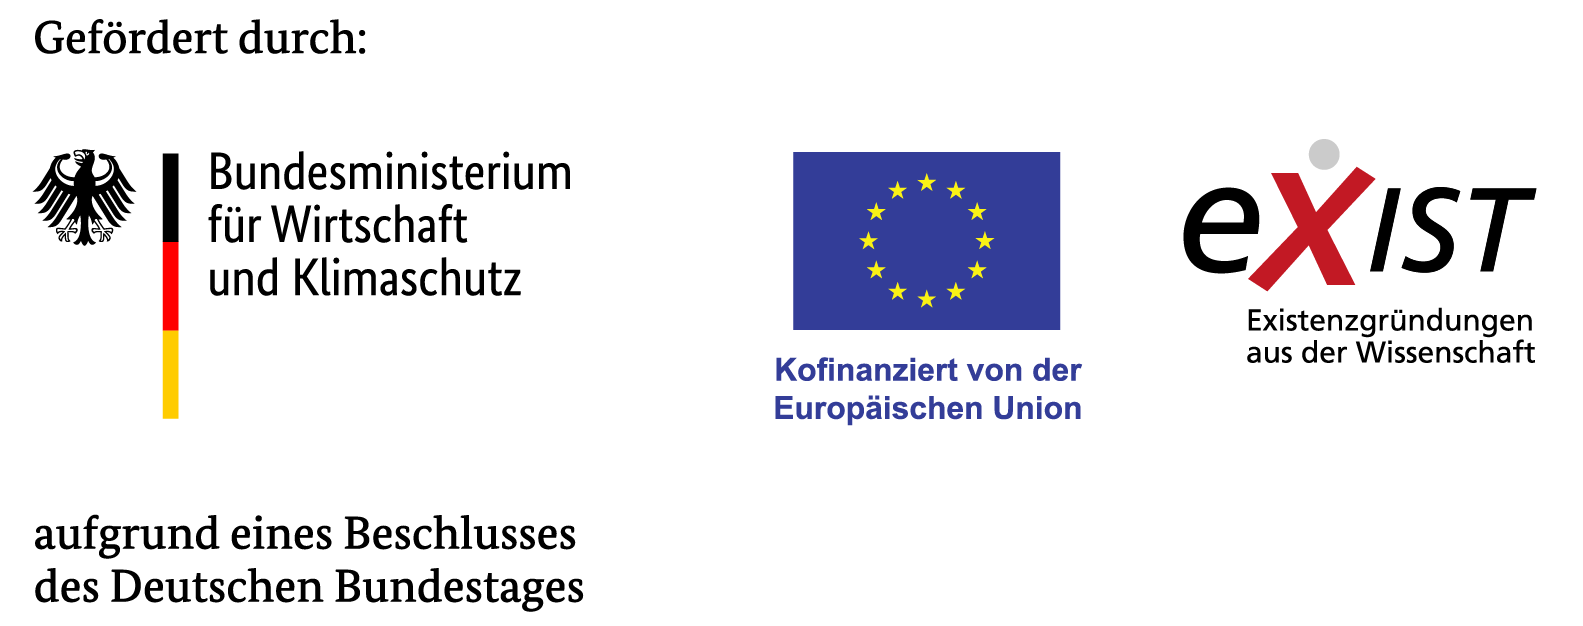 Gefördert durch:
Bundesministerium
für Wirtschaft
und Klimaschutz
Kofinanziert von der
Europäischen Union
eXIST
Existenzgründungen
aus der Wissenschaft
aufgrund eines Beschlusses
des Deutschen Bundestages